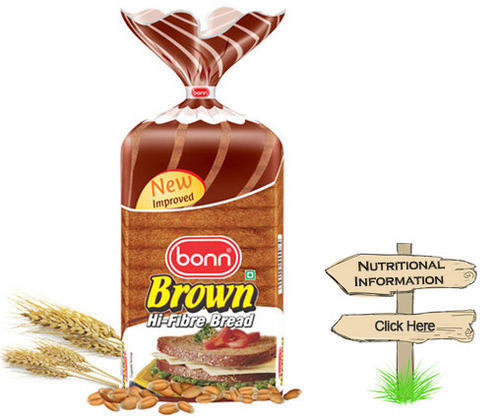 bonn
New
Improved
bonn
Brown
Hi-Fibre Bread
NUTRITIONAL
INFORMATION
Click Here